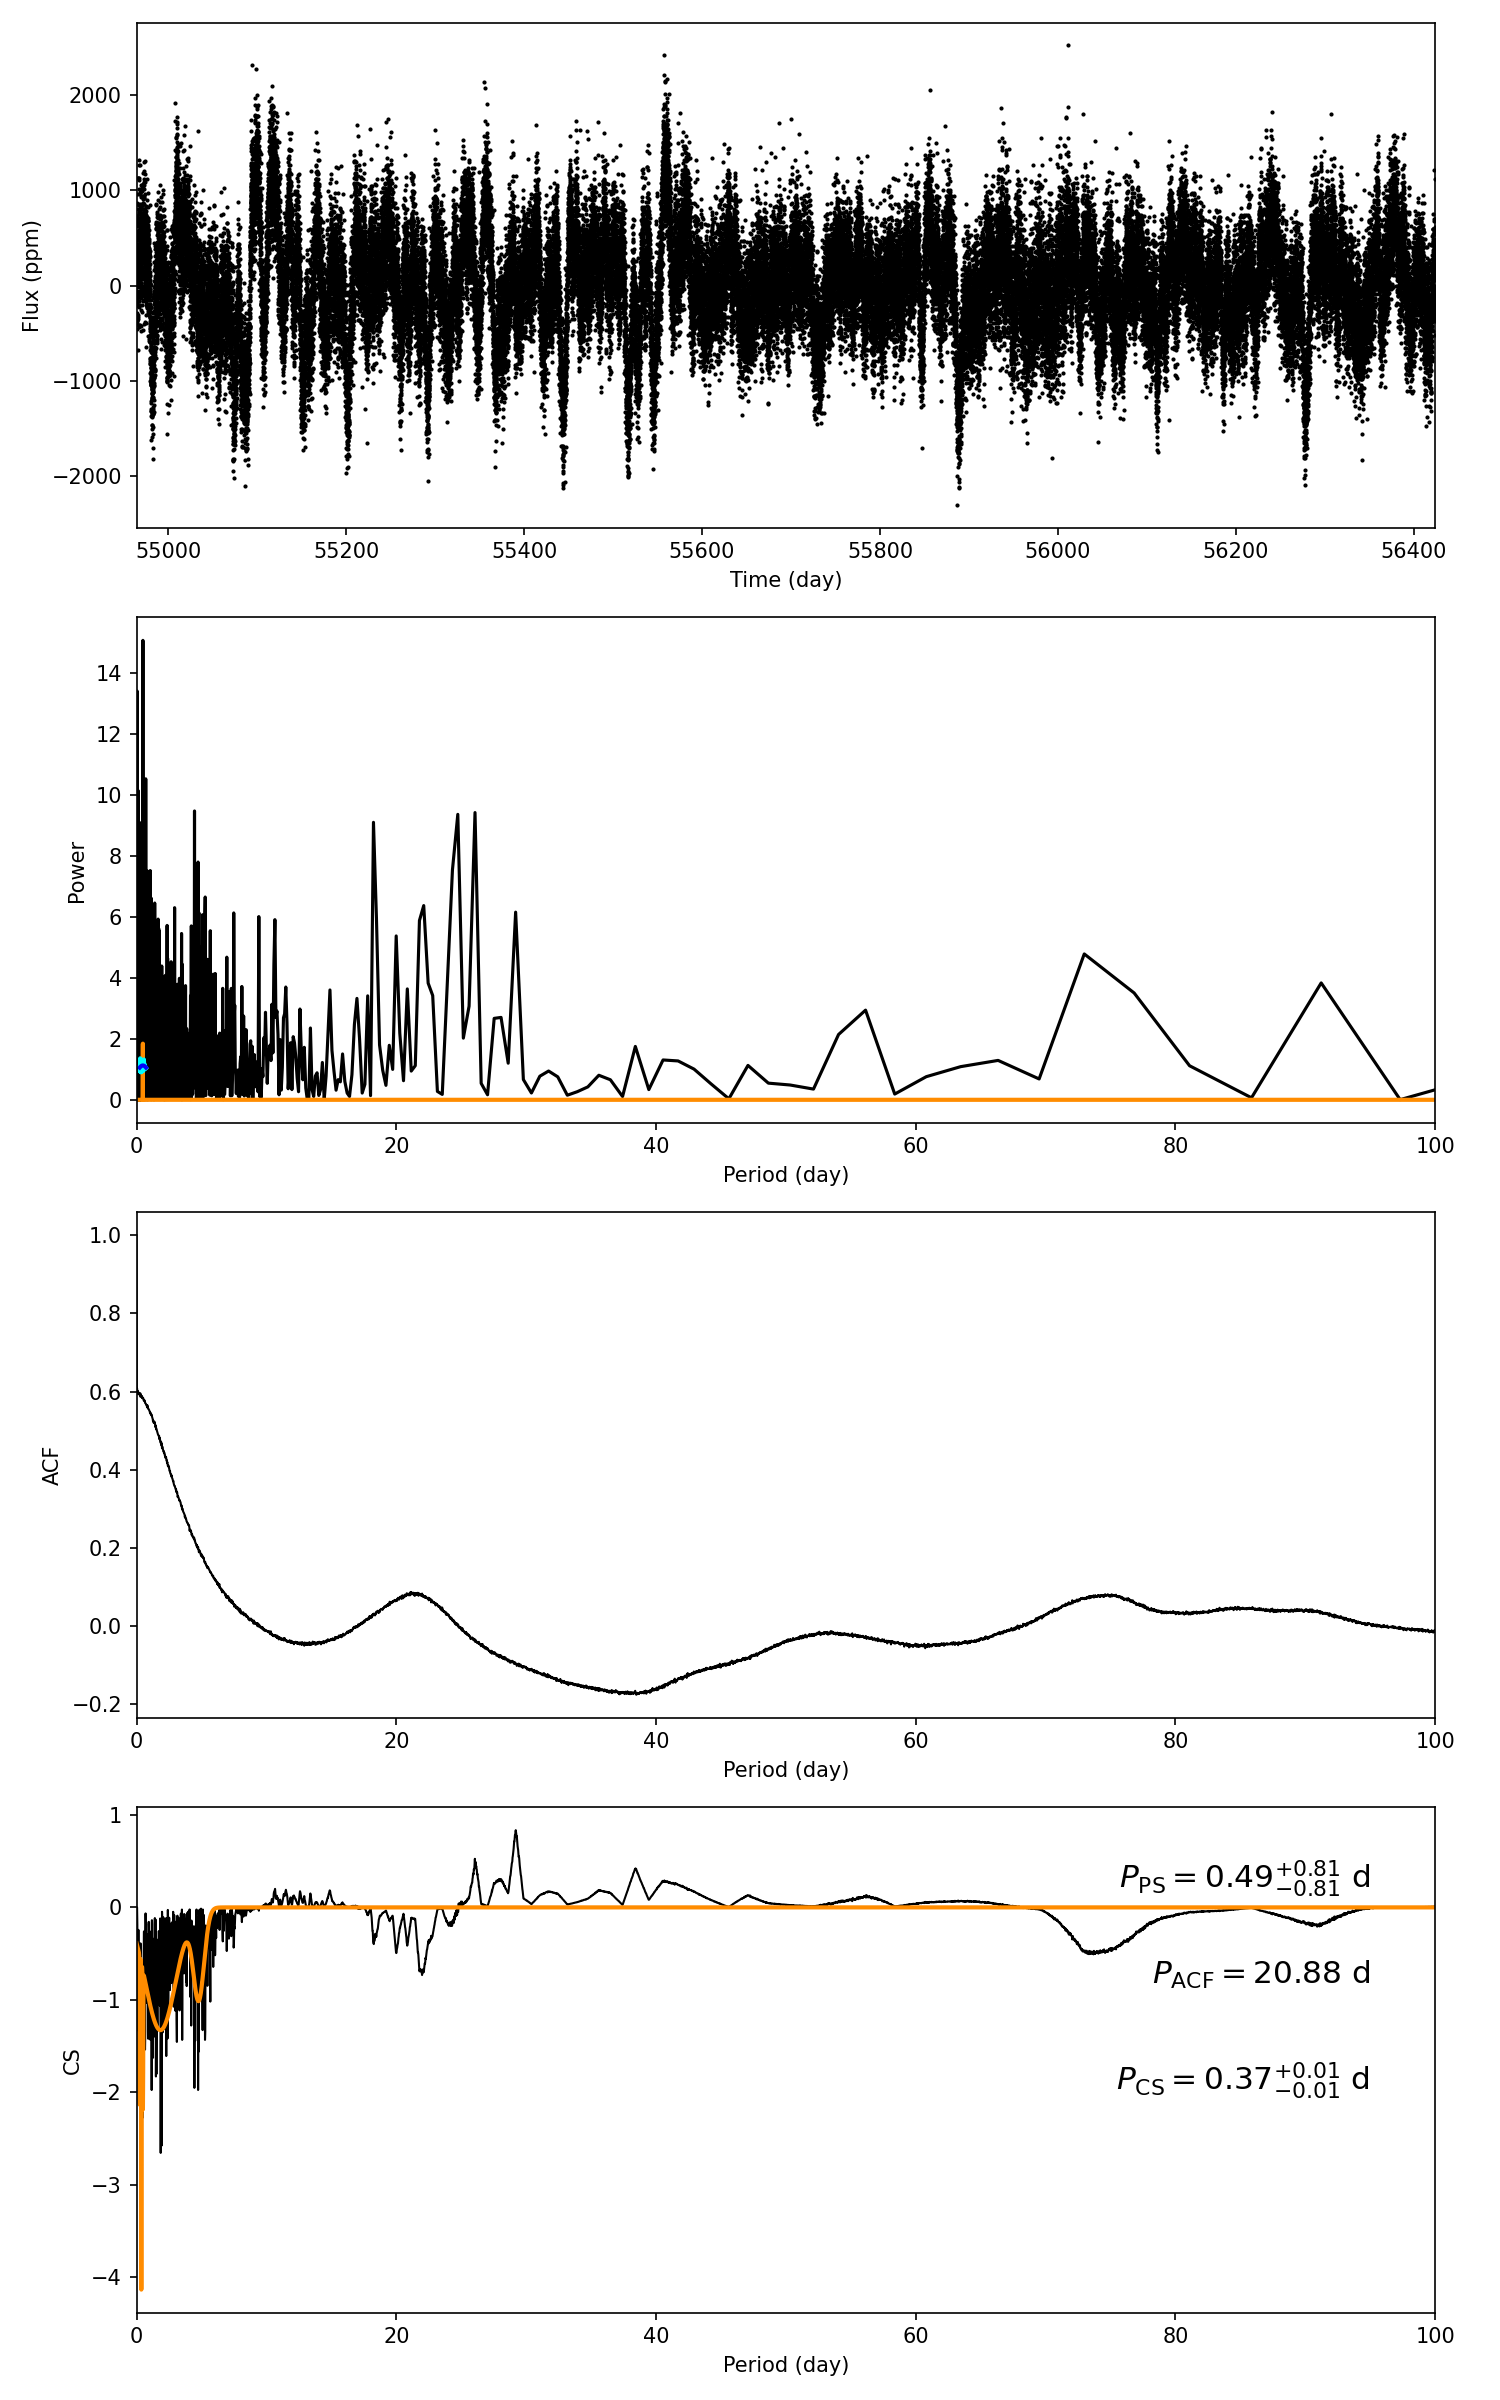 2000
1000
0
−1000
−2000
Flux (ppm)
55000 55200 55400 55600 55800 56000 56200 56400
Time (day)
14
12
10
8
6
4
2
0
Power
0 20 40 60 80 100
Period (day)
1.0
0.8
0.6
0.4
0.2
0.0
−0.2
ACF
0 20 40 60 80 100
Period (day)
1
0
−1
−2
−3
−4
CS
P_PS = 0.49 +0.81 −0.81 d
P_ACF = 20.88 d
P_CS = 0.37 +0.01 −0.01 d
0 20 40 60 80 100
Period (day)